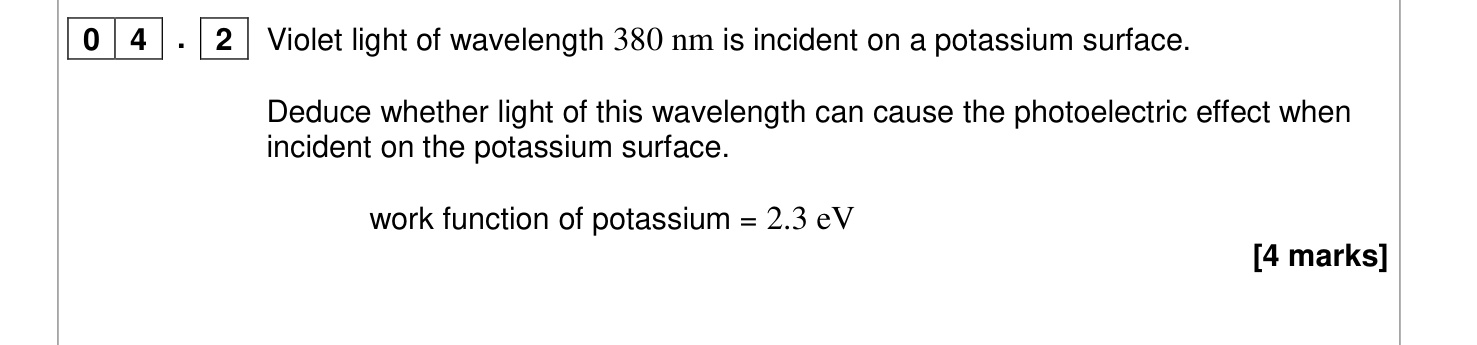 04.2 Violet light of wavelength 380 nm is incident on a potassium surface.
Deduce whether light of this wavelength can cause the photoelectric effect when
incident on the potassium surface.
work function of potassium = 2.3 eV
[4 marks]